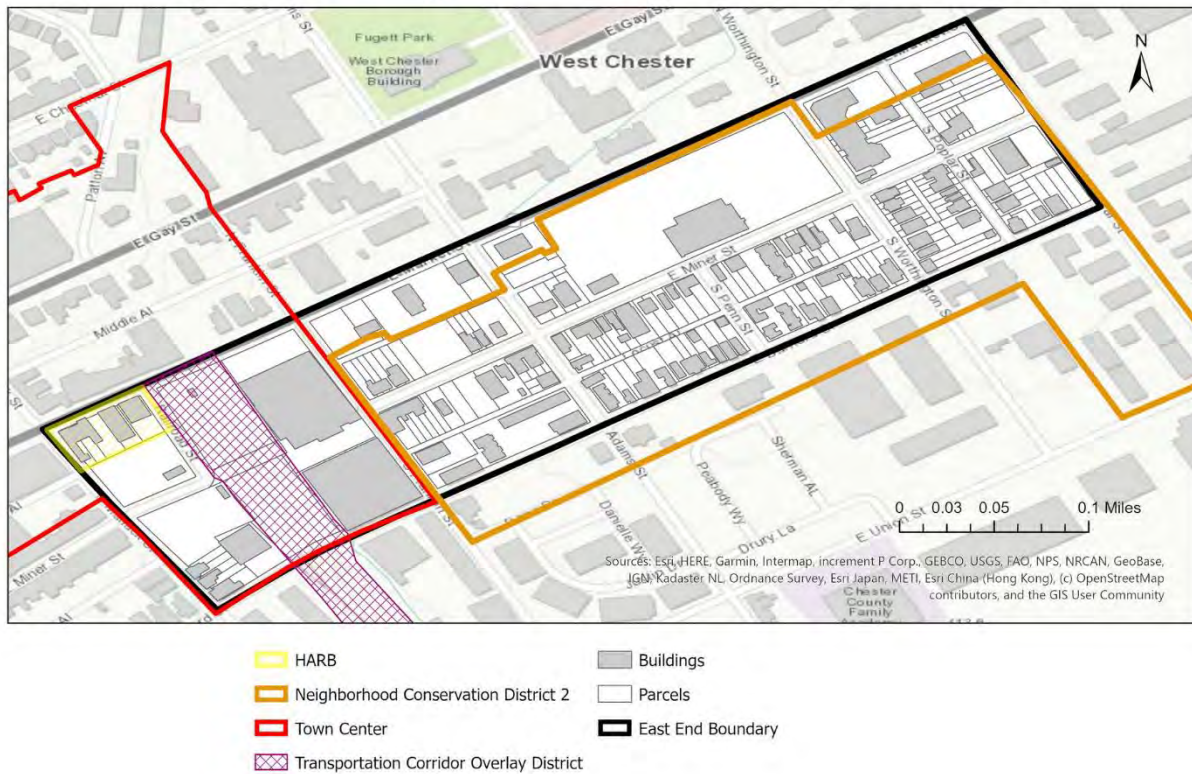 Fugett Park
West Chester
Borough
Building
West Chester
N Worthington St
N
E Gay St
Middle Al
E. Miner St
S Penn St
S Poplar St
S Worthington St
Adams St
Sherman Al
Peabody Wy
Drury La
E Union St
Miner St
0 0.03 0.05 0.1 Miles
Sources: Esri, HERE, Garmin, Intermap, increment P Corp., GEBCO, USGS, FAO, NPS, NRCAN, GeoBase,
IGN, Kadaster NL, Ordnance Survey, Esri Japan, METI, Esri China (Hong Kong), (c) OpenStreetMap
contributors, and the GIS User Community
Chester
County
Family
HARB
Neighborhood Conservation District 2
Town Center
Transportation Corridor Overlay District
Buildings
Parcels
East End Boundary